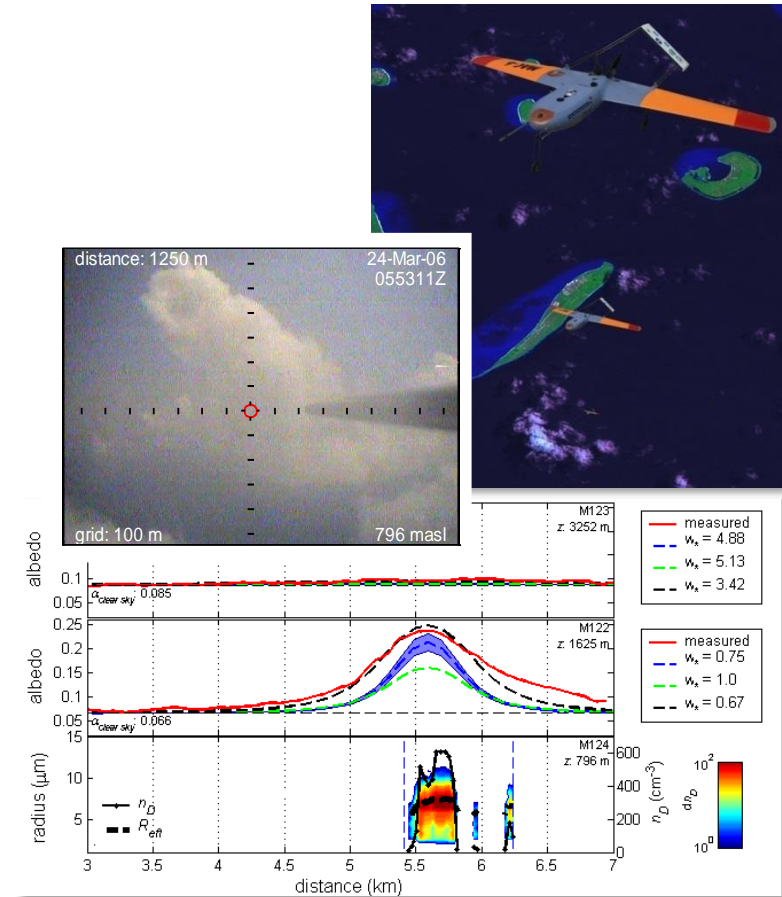 distance: 1250 m
24-Mar-06
055311Z
grid: 100 m
796 masl
M123
z: 3252 m
albedo
0.1
0.05
α clear sky: 0.085
measured
w* = 4.88
w* = 5.13
w* = 3.42
M122
z: 1625 m
albedo
0.25
0.2
0.15
0.1
0.05
α clear sky: 0.066
measured
w* = 0.75
w* = 1.0
w* = 0.67
M124
z: 796 m
radius (μm)
15
10
5
n_D
R_eff
600
400
200
0
n_D (cm⁻³)
10²
10⁰
dn_D
3 3.5 4 4.5 5 5.5 6 6.5 7
distance (km)